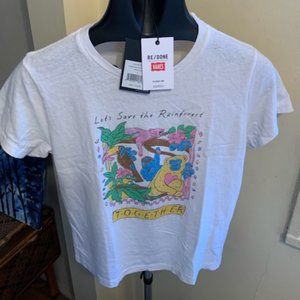 RE/DONE
HANES
Let's Save the Rainforest
TOGETHER